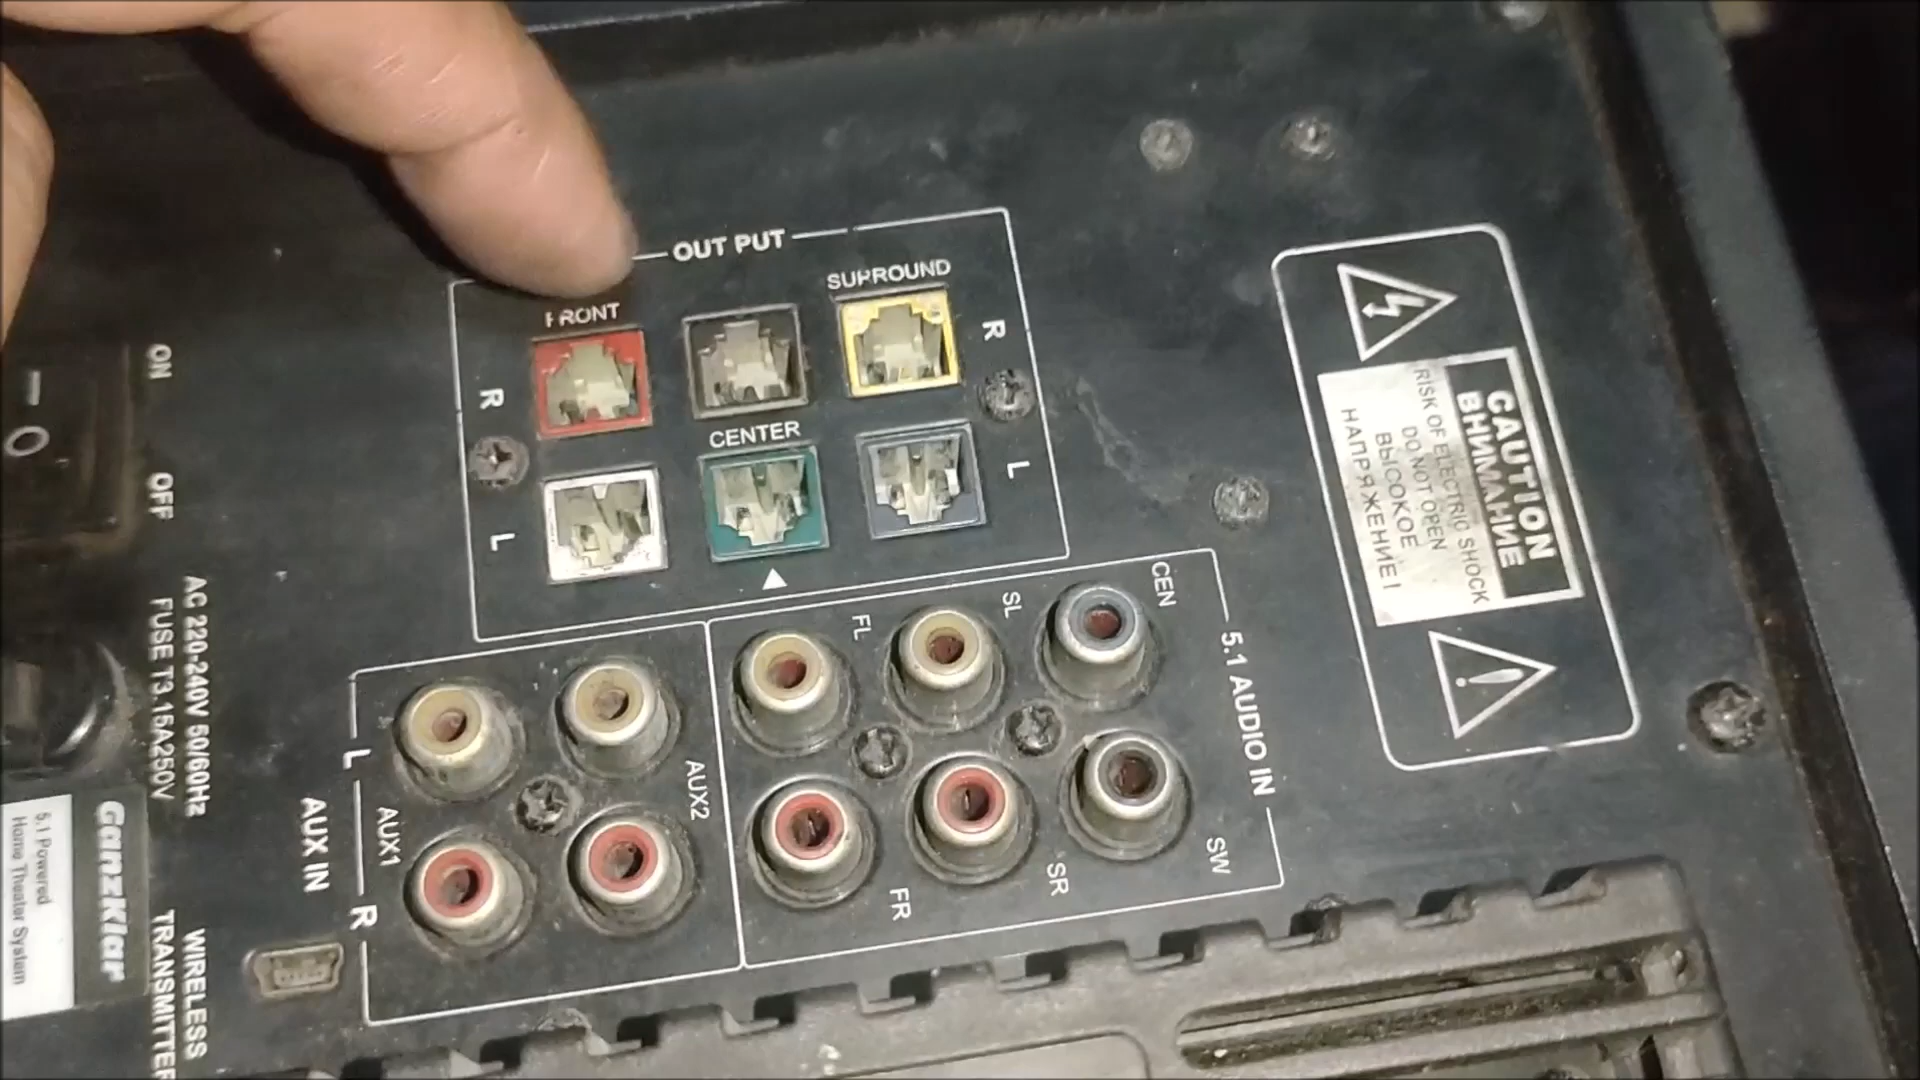 OUT PUT
FRONT
SURROUND
R
R
CENTER
L
L
ON
OFF
AC 220-240V 50/60Hz
FUSE T3.15A250V
CAUTION
ВНИМАНИЕ
RISK OF ELECTRIC SHOCK
DO NOT OPEN
ВЫСОКОЕ
НАПРЯЖЕНИЕ!
5.1 AUDIO IN
FL
SL
CEN
FR
SR
SW
AUX IN
L
R
AUX1
AUX2
GanzKlar
5.1 Powered
Home Theater System
WIRELESS
TRANSMITTER